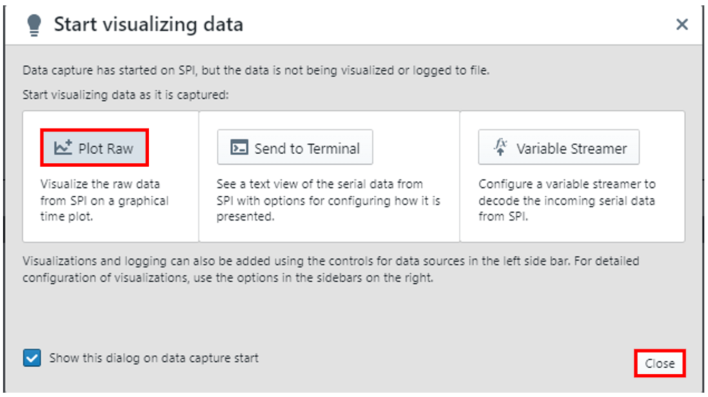 Start visualizing data
Data capture has started on SPI, but the data is not being visualized or logged to file.
Start visualizing data as it is captured:
Plot Raw
Visualize the raw data
from SPI on a graphical
time plot.
Send to Terminal
See a text view of the serial data from
SPI with options for configuring how it is
presented.
Variable Streamer
Configure a variable streamer to
decode the incoming serial data
from SPI.
Visualizations and logging can also be added using the controls for data sources in the left side bar. For detailed
configuration of visualizations, use the options in the sidebars on the right.
Show this dialog on data capture start
Close